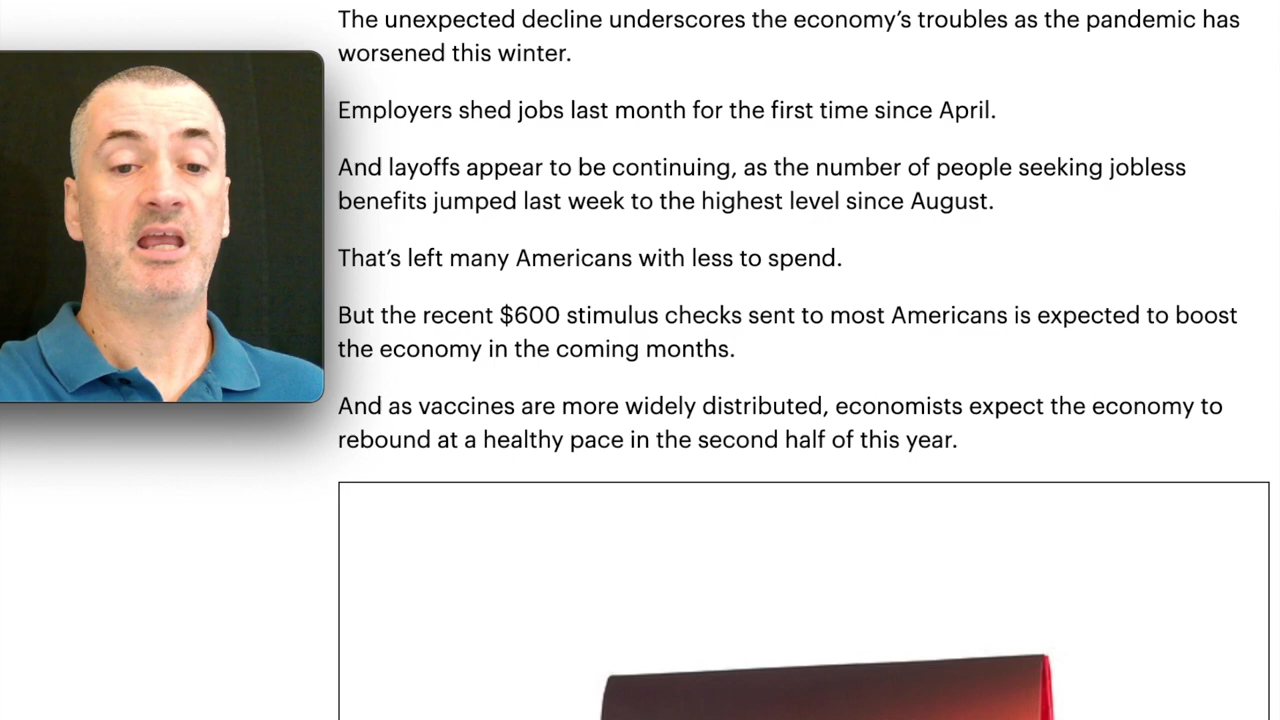 The unexpected decline underscores the economy’s troubles as the pandemic has
worsened this winter.
Employers shed jobs last month for the first time since April.
And layoffs appear to be continuing, as the number of people seeking jobless
benefits jumped last week to the highest level since August.
That’s left many Americans with less to spend.
But the recent $600 stimulus checks sent to most Americans is expected to boost
the economy in the coming months.
And as vaccines are more widely distributed, economists expect the economy to
rebound at a healthy pace in the second half of this year.